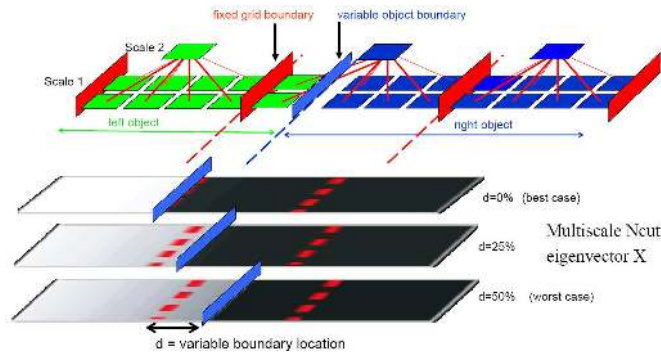 fixed grid boundary
variable object boundary
Scale 2
Scale 1
left object
right object
d=0% (best case)
d=25%
Multiscale Ncut
eigenvector X
d=50% (worst case)
d = variable boundary location